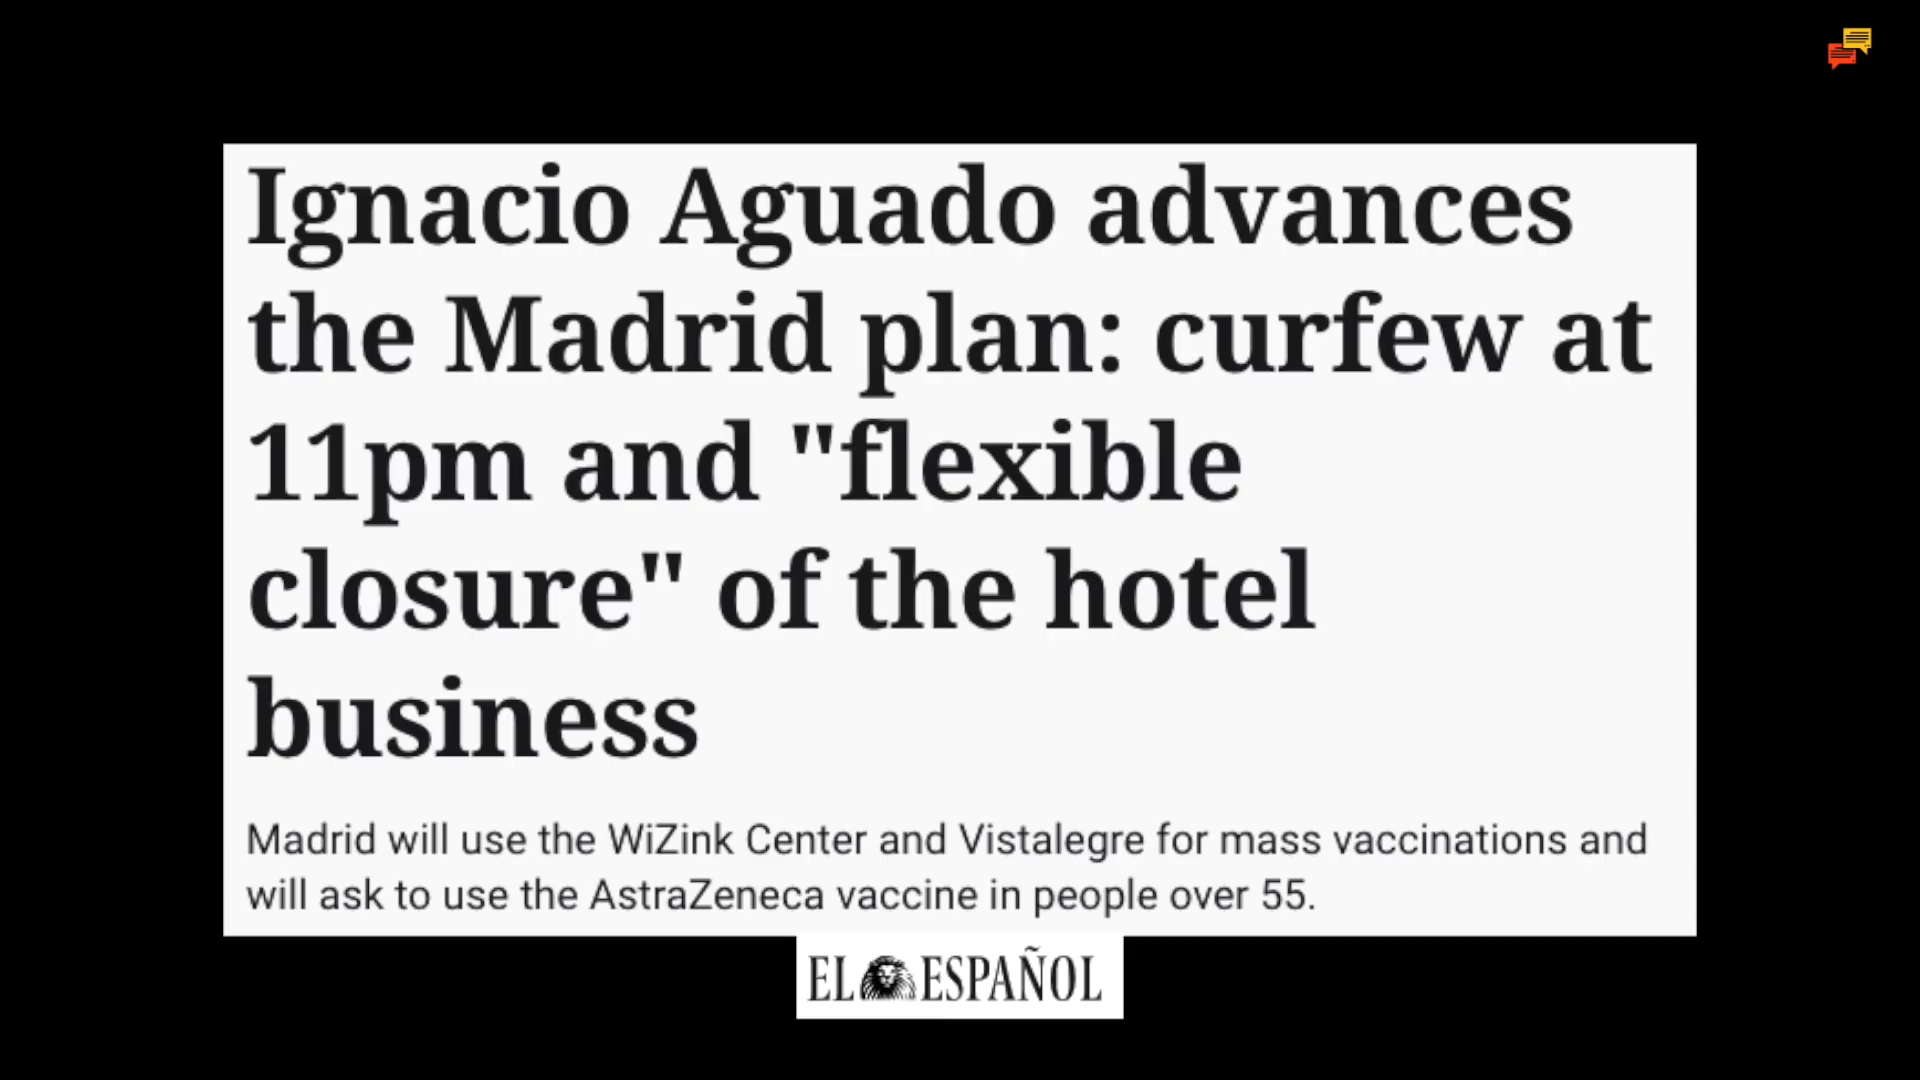 Ignacio Aguado advances
the Madrid plan: curfew at
11pm and "flexible
closure" of the hotel
business
Madrid will use the WiZink Center and Vistalegre for mass vaccinations and
will ask to use the AstraZeneca vaccine in people over 55.
EL ESPAÑOL